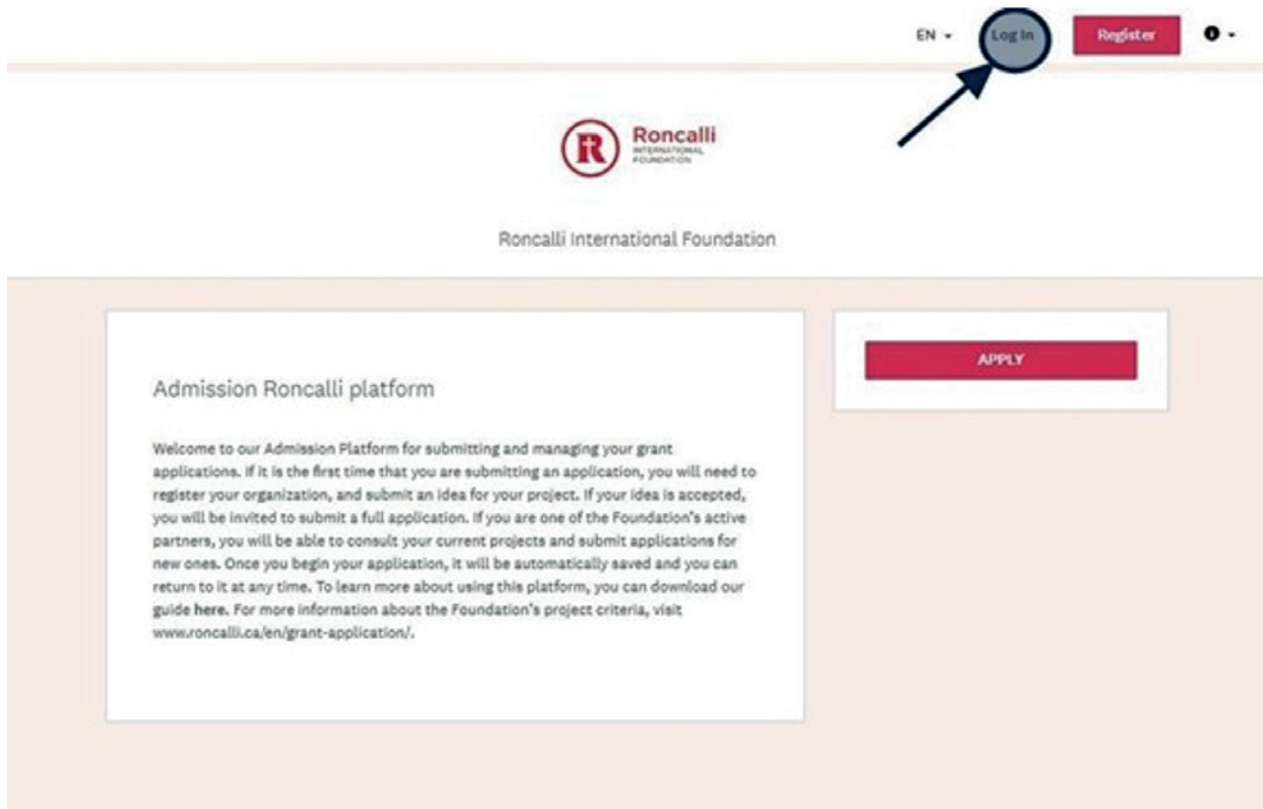 EN
Log In
Register
R
Roncalli
INTERNATIONAL
FOUNDATION
Roncalli International Foundation
APPLY
Admission Roncalli platform
Welcome to our Admission Platform for submitting and managing your grant
applications. If it is the first time that you are submitting an application, you will need to
register your organization, and submit an idea for your project. If your idea is accepted,
you will be invited to submit a full application. If you are one of the Foundation's active
partners, you will be able to consult your current projects and submit applications for
new ones. Once you begin your application, it will be automatically saved and you can
return to it at any time. To learn more about using this platform, you can download our
guide here. For more information about the Foundation's project criteria, visit
www.roncalli.ca/en/grant-application/.